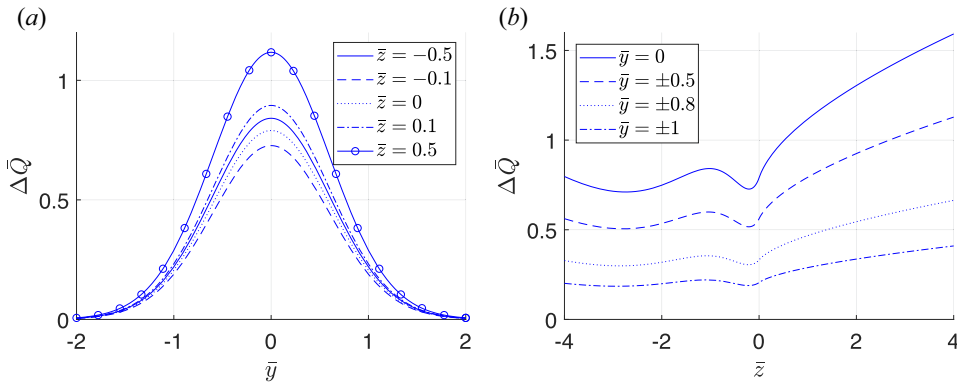 (a)
(b)
z̄ = −0.5
z̄ = −0.1
z̄ = 0
z̄ = 0.1
z̄ = 0.5
1
0.5
0
ΔQ̄
-2
-1
0
1
2
ȳ
ȳ = 0
ȳ = ±0.5
ȳ = ±0.8
ȳ = ±1
1.5
1
0.5
0
ΔQ̄
-4
-2
0
2
4
z̄